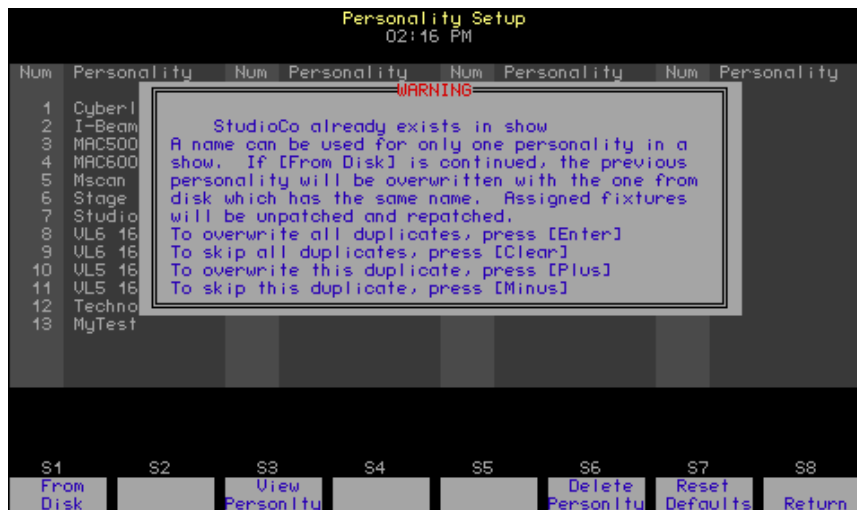 Personality Setup
02:16 PM
Num Personality Num Personality Num Personality Num Personality
WARNING
1 Cyberl
2 I-Beam
3 MAC500
4 MAC600
5 Mscan
6 Stage
7 Studio
8 VL6 16
9 VL6 16
10 VL5 16
11 VL5 16
12 Techno
13 MyTest
StudioCo already exists in show
A name can be used for only one personality in a
show. If [From Disk] is continued, the previous
personality will be overwritten with the one from
disk which has the same name. Assigned fixtures
will be unpatched and repatched.
To overwrite all duplicates, press [Enter]
To skip all duplicates, press [Clear]
To overwrite this duplicate, press [Plus]
To skip this duplicate, press [Minus]
S1 S2 S3 S4 S5 S6 S7 S8
From View Delete Reset
Disk Personlty Personlty Defaults Return